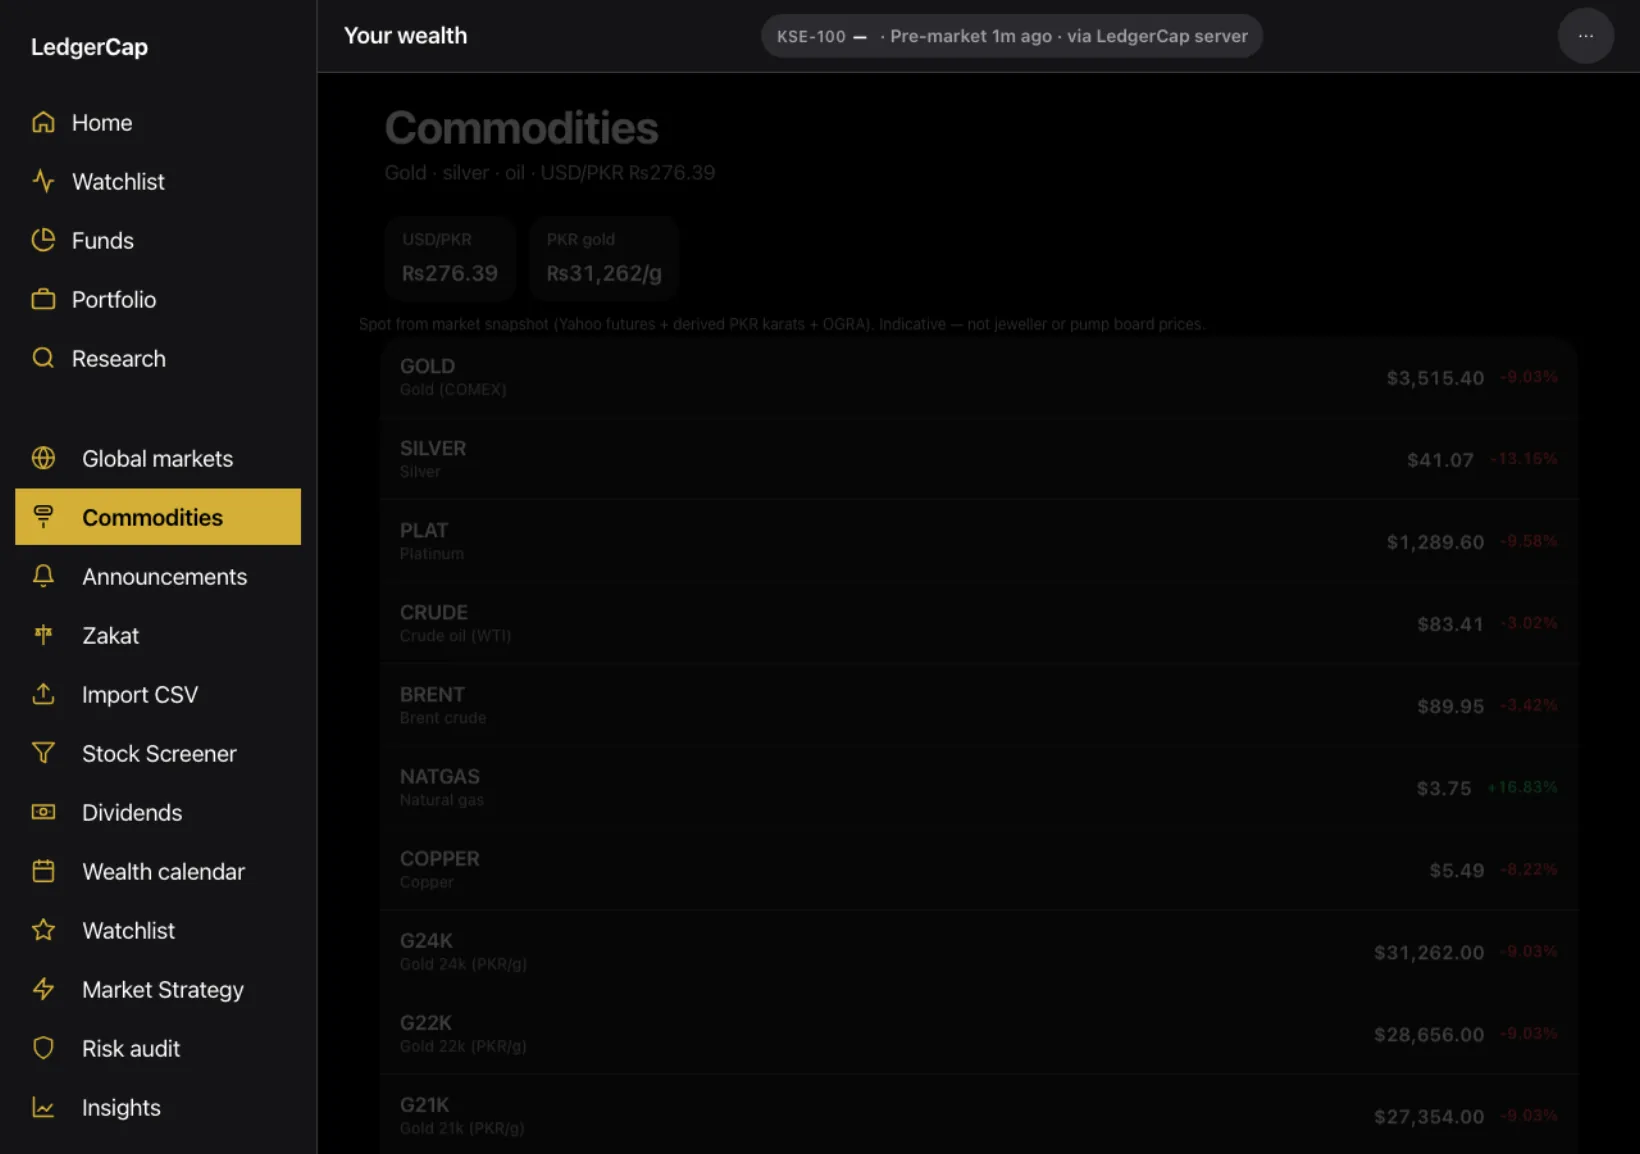 LedgerCap
Home
Watchlist
Funds
Portfolio
Research
Global markets
Commodities
Announcements
Zakat
Import CSV
Stock Screener
Dividends
Wealth calendar
Watchlist
Market Strategy
Risk audit
Insights
Your wealth
KSE-100 — · Pre-market 1m ago · via LedgerCap server
...
Commodities
Gold · silver · oil · USD/PKR Rs276.39
USD/PKR
Rs276.39
PKR gold
Rs31,262/g
Spot from market snapshot (Yahoo futures + derived PKR karats + OGRA). Indicative — not jeweller or pump board prices.
GOLD
Gold (COMEX)
$3,515.40 -9.03%
SILVER
Silver
$41.07 -13.16%
PLAT
Platinum
$1,289.60 -9.58%
CRUDE
Crude oil (WTI)
$83.41 -3.02%
BRENT
Brent crude
$89.95 -3.42%
NATGAS
Natural gas
$3.75 +16.83%
COPPER
Copper
$5.49 -8.22%
G24K
Gold 24k (PKR/g)
$31,262.00 -9.03%
G22K
Gold 22k (PKR/g)
$28,656.00 -9.03%
G21K
Gold 21k (PKR/g)
$27,354.00 -9.03%